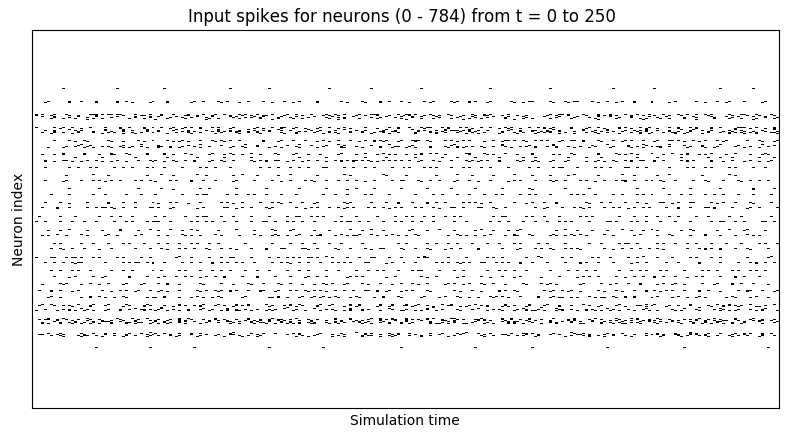 Input spikes for neurons (0 - 784) from t = 0 to 250
Neuron index
Simulation time